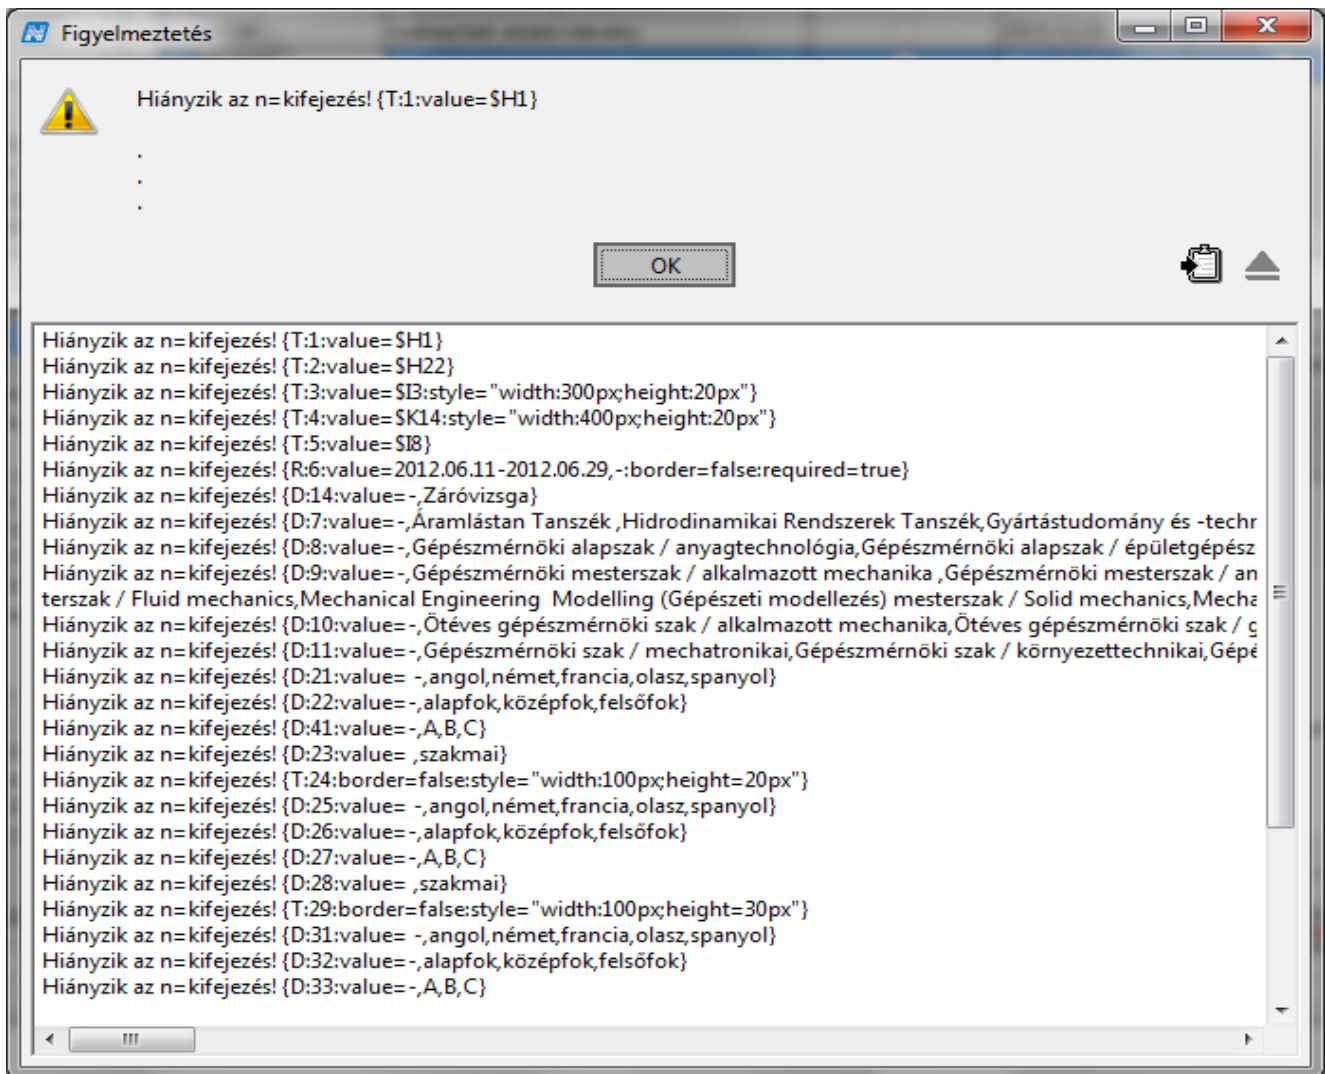 Figyelmeztetés
Hiányzik az n=kifejezés! {T:1:value=$H1}
.
.
.
OK
Hiányzik az n=kifejezés! {T:1:value=$H1}
Hiányzik az n=kifejezés! {T:2:value=$H22}
Hiányzik az n=kifejezés! {T:3:value=$I3:style="width:300px;height:20px"}
Hiányzik az n=kifejezés! {T:4:value=$K14:style="width:400px;height:20px"}
Hiányzik az n=kifejezés! {T:5:value=$I8}
Hiányzik az n=kifejezés! {R:6:value=2012.06.11-2012.06.29,-:border=false:required=true}
Hiányzik az n=kifejezés! {D:14:value=-,Záróvizsga}
Hiányzik az n=kifejezés! {D:7:value=-,Áramlástan Tanszék ,Hidrodinamikai Rendszerek Tanszék,Gyártástudomány és -techr
Hiányzik az n=kifejezés! {D:8:value=-,Gépészmérnöki alapszak / anyagtechnológia,Gépészmérnöki alapszak / épületgépész
Hiányzik az n=kifejezés! {D:9:value=-,Gépészmérnöki mesterszak / alkalmazott mechanika ,Gépészmérnöki mesterszak / an
terszak / Fluid mechanics,Mechanical Engineering  Modelling (Gépészeti modellezés) mesterszak / Solid mechanics,Mecha
Hiányzik az n=kifejezés! {D:10:value=-,Ötéves gépészmérnöki szak / alkalmazott mechanika,Ötéves gépészmérnöki szak / g
Hiányzik az n=kifejezés! {D:11:value=-,Gépészmérnöki szak / mechatronikai,Gépészmérnöki szak / környezettechnikai,Gépé
Hiányzik az n=kifejezés! {D:21:value= -,angol,német,francia,olasz,spanyol}
Hiányzik az n=kifejezés! {D:22:value=-,alapfok,középfok,felsőfok}
Hiányzik az n=kifejezés! {D:41:value=-,A,B,C}
Hiányzik az n=kifejezés! {D:23:value= ,szakmai}
Hiányzik az n=kifejezés! {T:24:border=false:style="width:100px;height=20px"}
Hiányzik az n=kifejezés! {D:25:value= -,angol,német,francia,olasz,spanyol}
Hiányzik az n=kifejezés! {D:26:value=-,alapfok,középfok,felsőfok}
Hiányzik az n=kifejezés! {D:27:value=-,A,B,C}
Hiányzik az n=kifejezés! {D:28:value= ,szakmai}
Hiányzik az n=kifejezés! {T:29:border=false:style="width:100px;height=30px"}
Hiányzik az n=kifejezés! {D:31:value= -,angol,német,francia,olasz,spanyol}
Hiányzik az n=kifejezés! {D:32:value=-,alapfok,középfok,felsőfok}
Hiányzik az n=kifejezés! {D:33:value=-,A,B,C}